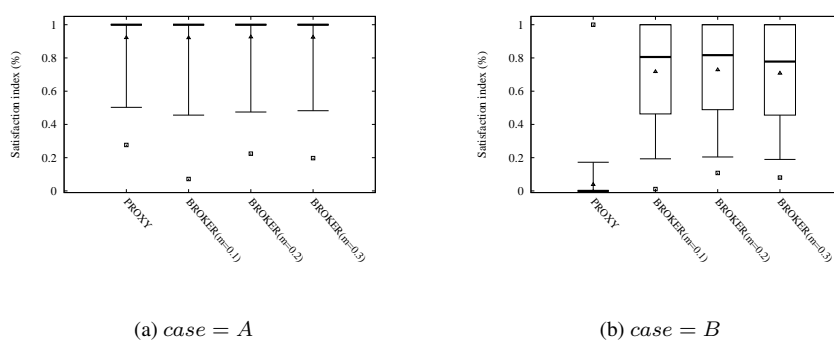 Satisfaction index (%)
1
0.8
0.6
0.4
0.2
0
PROXY
BROKER(m=0.1)
BROKER(m=0.2)
BROKER(m=0.3)
(a) case = A
Satisfaction index (%)
1
0.8
0.6
0.4
0.2
0
PROXY
BROKER(m=0.1)
BROKER(m=0.2)
BROKER(m=0.3)
(b) case = B